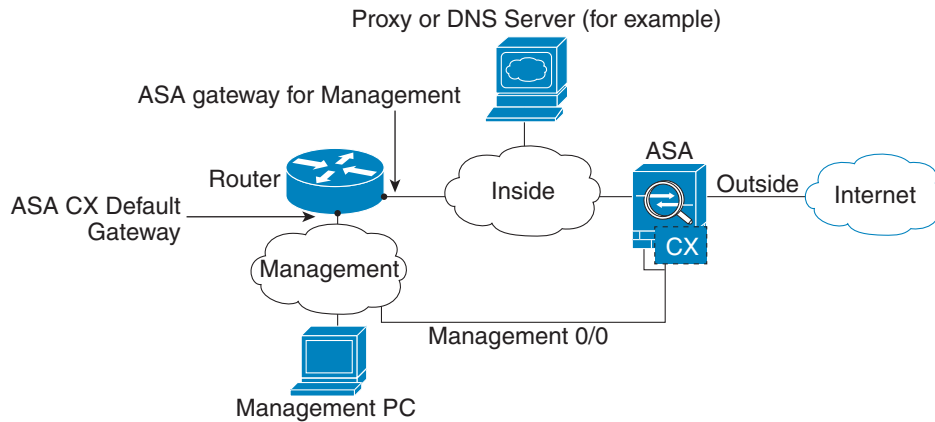 Proxy or DNS Server (for example)
ASA gateway for Management
ASA
Router
Inside
Outside
Internet
ASA CX Default
Gateway
CX
Management
Management 0/0
Management PC